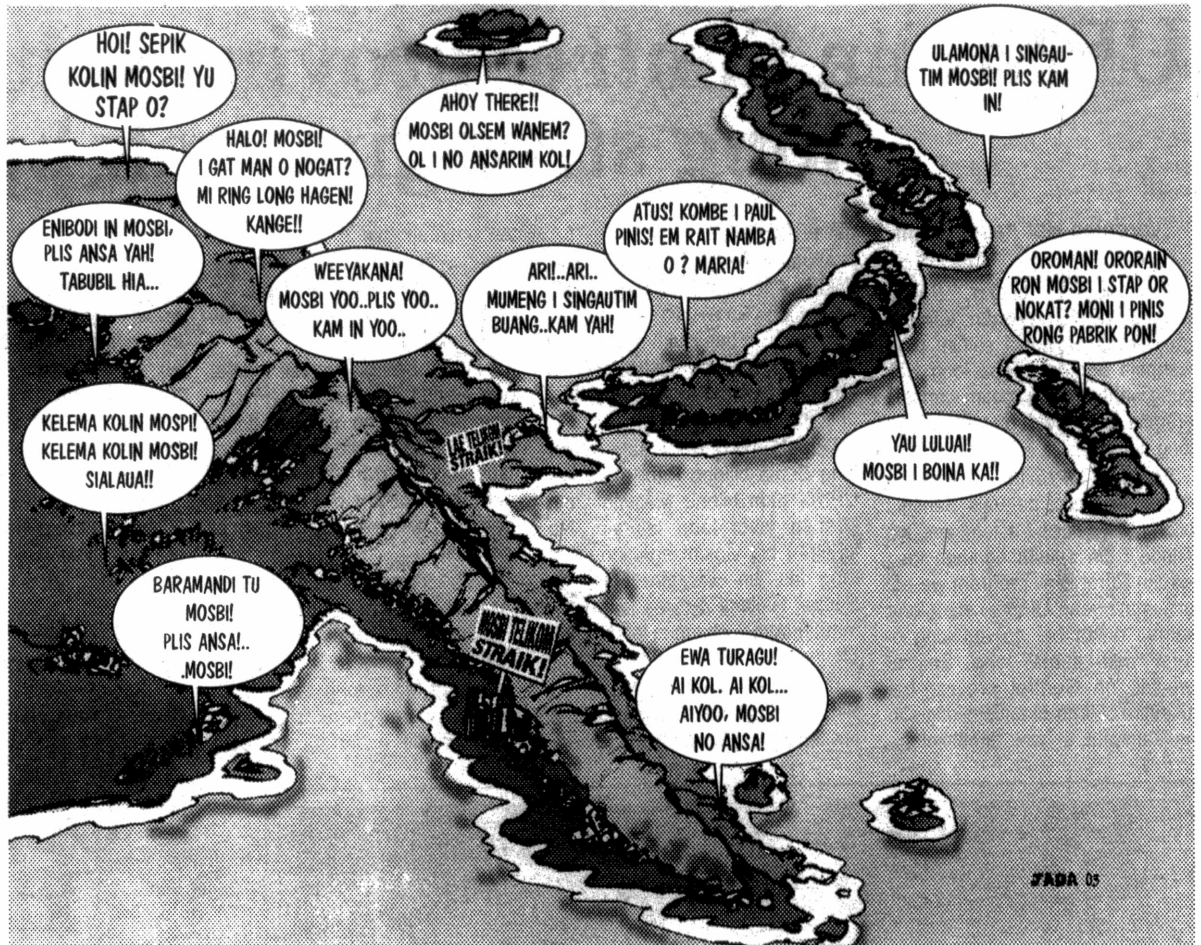 HOI! SEPIK
KOLIN MOSBI! YU
STAP O?
AHOY THERE!!
MOSBI OLSEM WANEM?
OL I NO ANSARIM KOL!
ULAMONA I SINGAU-
TIM MOSBI! PLIS KAM
IN!
HALO! MOSBI!
I GAT MAN O NOGAT?
MI RING LONG HAGEN!
KANGE!!
ENIBODI IN MOSBI,
PLIS ANSA YAH!
TABUBIL HIA...
WEEYAKANA!
MOSBI YOO..PLIS YOO..
KAM IN YOO..
ARI!..ARI..
MUMENG I SINGAUTIM
BUANG..KAM YAH!
ATUS! KOMBE I PAUL
PINIS! EM RAIT NAMBA
O ? MARIA!
OROMAN! ORORAIN
RON MOSBI I STAP OR
NOKAT? MONI I PINIS
RONG PABRIK PON!
KELEMA KOLIN MOSPI!
KELEMA KOLIN MOSBI!
SIALAUA!!
LAE TELIKOM
STRAIK!
YAU LULUAI!
MOSBI I BOINA KA!!
BARAMANDI TU
MOSBI!
PLIS ANSA!..
.MOSBI!
MOSBI TELIKOM
STRAIK!
EWA TURAGU!
AI KOL. AI KOL...
AIYOO, MOSBI
NO ANSA!
JADA 03